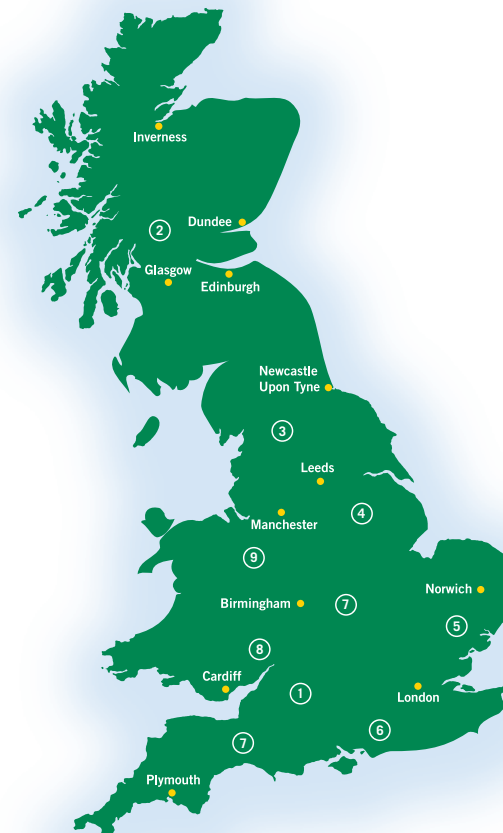 Inverness
Dundee
2
Glasgow
Edinburgh
Newcastle
Upon Tyne
3
Leeds
4
Manchester
9
Norwich
Birmingham
7
5
8
Cardiff
1
London
6
7
Plymouth